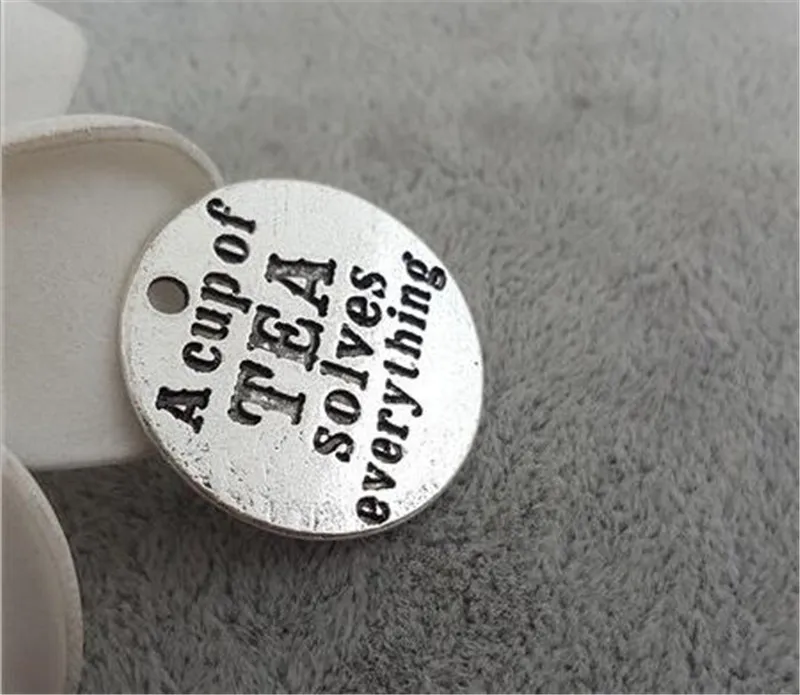 A cup of
TEA
solves
everything